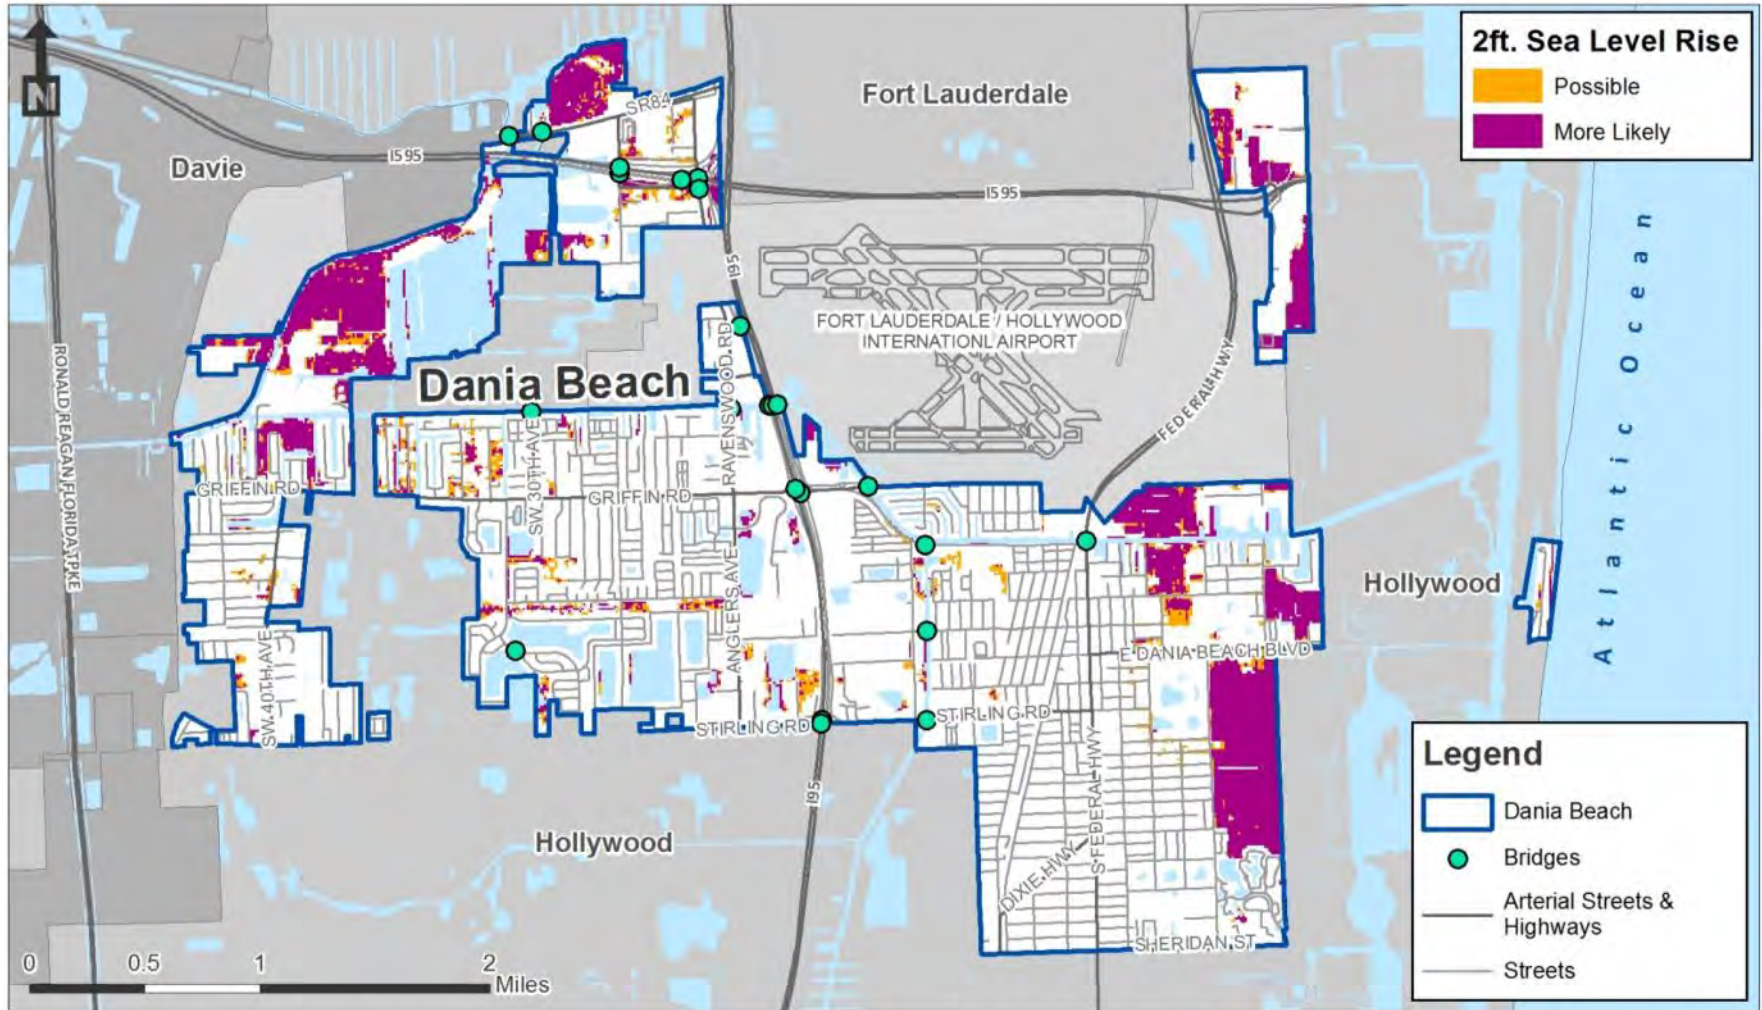 2ft. Sea Level Rise
Possible
More Likely
N
Fort Lauderdale
SR84
I595
Davie
I595
I95
FORT LAUDERDALE / HOLLYWOOD
INTERNATIONL AIRPORT
Atlantic Ocean
RONALD REAGAN FLORIDA TPKE
Dania Beach
RAVENSWOOD RD
FEDERAL HWY
SW 30TH AVE
GRIFFIN RD
GRIFFIN RD
ANGLERS AVE
Hollywood
E DANIA BEACH BLVD
SW 40TH AVE
STIRLING RD
STIRLING RD
S FEDERAL HWY
I95
Hollywood
DIXIE HWY
SHERIDAN ST
Legend
Dania Beach
Bridges
Arterial Streets &
Highways
Streets
0 0.5 1 2
Miles